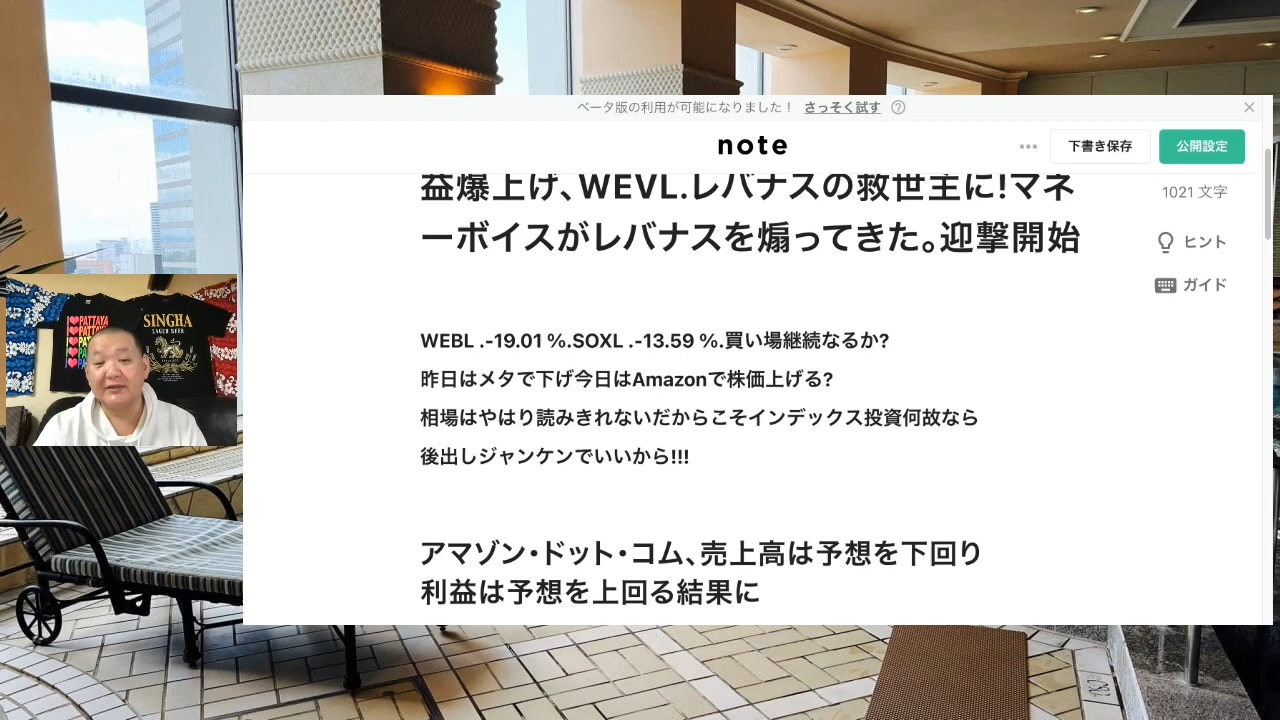 ベータ版の利用が可能になりました! さっそく試す
note
下書き保存
公開設定
益爆上げ、WEVL.レバナスの救世主に!マネ
ーボイスがレバナスを煽ってきた。迎撃開始
1021 文字
ヒント
ガイド
WEBL .-19.01 %.SOXL .-13.59 %.買い場継続なるか?
昨日はメタで下げ今日はAmazonで株価上げる?
相場はやはり読みきれないだからこそインデックス投資何故なら
後出しジャンケンでいいから!!!
アマゾン・ドット・コム、売上高は予想を下回り
利益は予想を上回る結果に
I PATTAYA
SINGHA
LAGER BEER